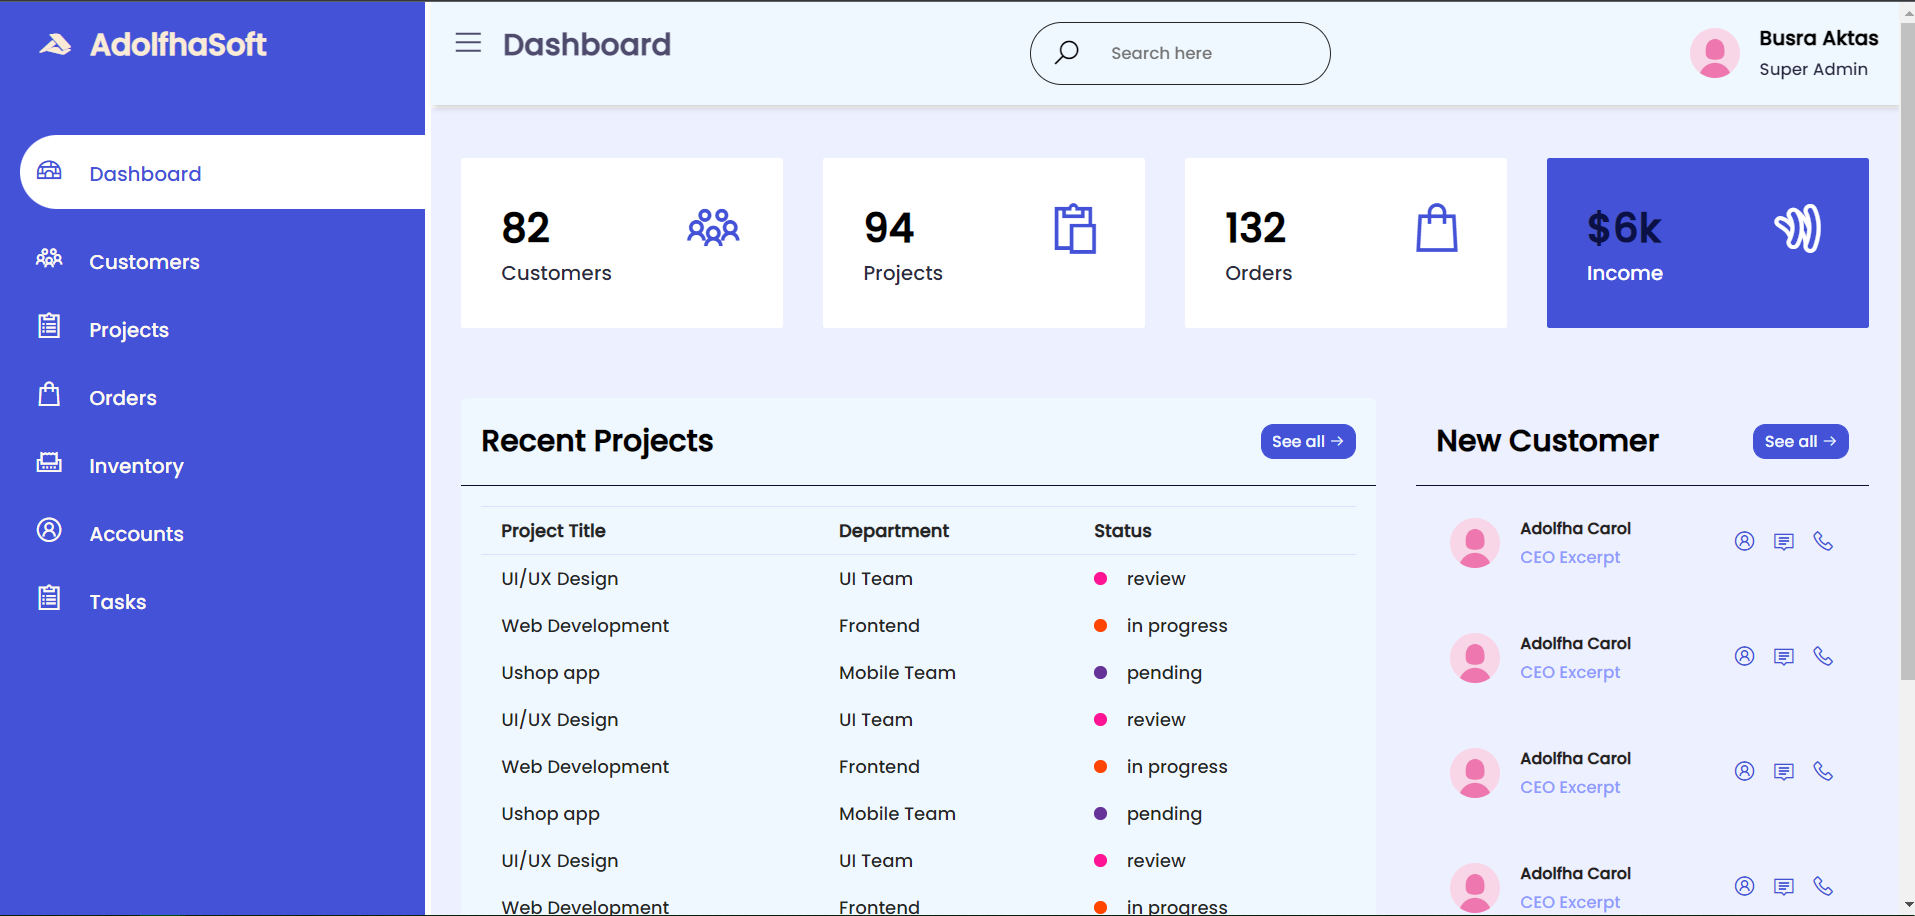 AdolfhaSoft
Dashboard
Customers
Projects
Orders
Inventory
Accounts
Tasks
Dashboard
Search here
Busra Aktas
Super Admin
82
Customers
94
Projects
132
Orders
$6k
Income
Recent Projects
See all →
Project Title Department Status
UI/UX Design UI Team review
Web Development Frontend in progress
Ushop app Mobile Team pending
UI/UX Design UI Team review
Web Development Frontend in progress
Ushop app Mobile Team pending
UI/UX Design UI Team review
Web Development Frontend in progress
New Customer
See all →
Adolfha Carol
CEO Excerpt
Adolfha Carol
CEO Excerpt
Adolfha Carol
CEO Excerpt
Adolfha Carol
CEO Excerpt